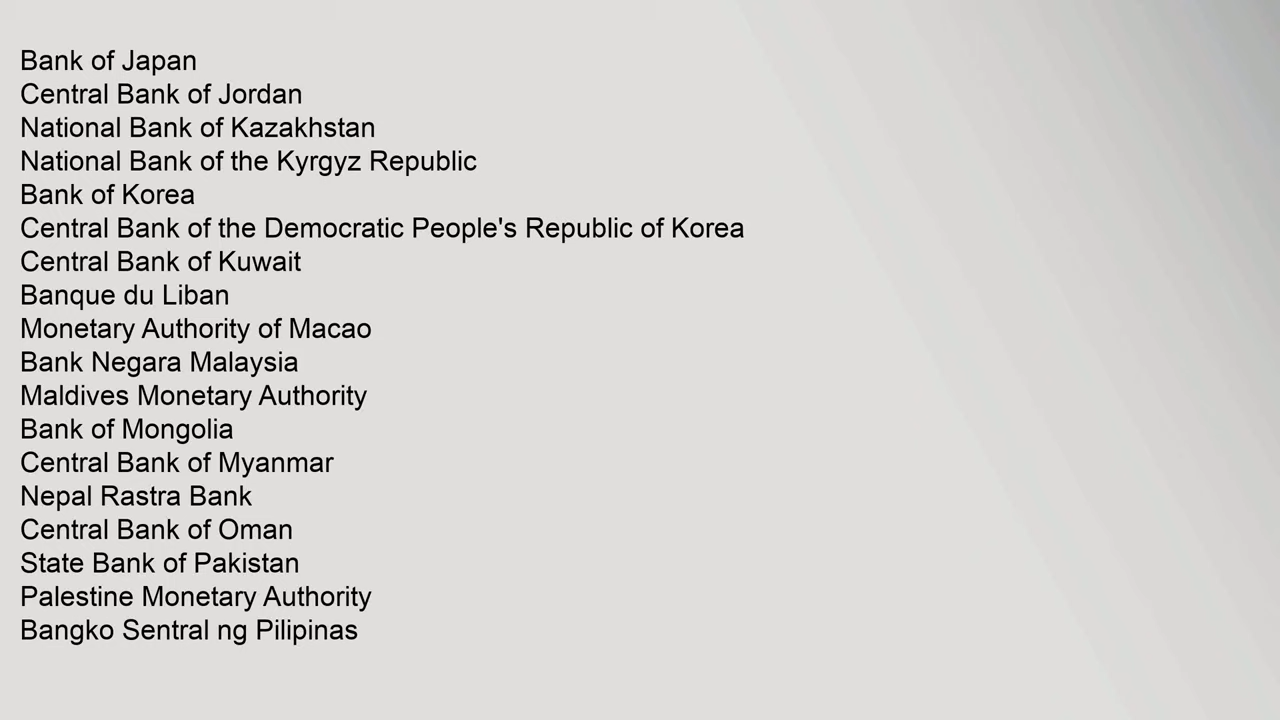 Bank of Japan
Central Bank of Jordan
National Bank of Kazakhstan
National Bank of the Kyrgyz Republic
Bank of Korea
Central Bank of the Democratic People's Republic of Korea
Central Bank of Kuwait
Banque du Liban
Monetary Authority of Macao
Bank Negara Malaysia
Maldives Monetary Authority
Bank of Mongolia
Central Bank of Myanmar
Nepal Rastra Bank
Central Bank of Oman
State Bank of Pakistan
Palestine Monetary Authority
Bangko Sentral ng Pilipinas